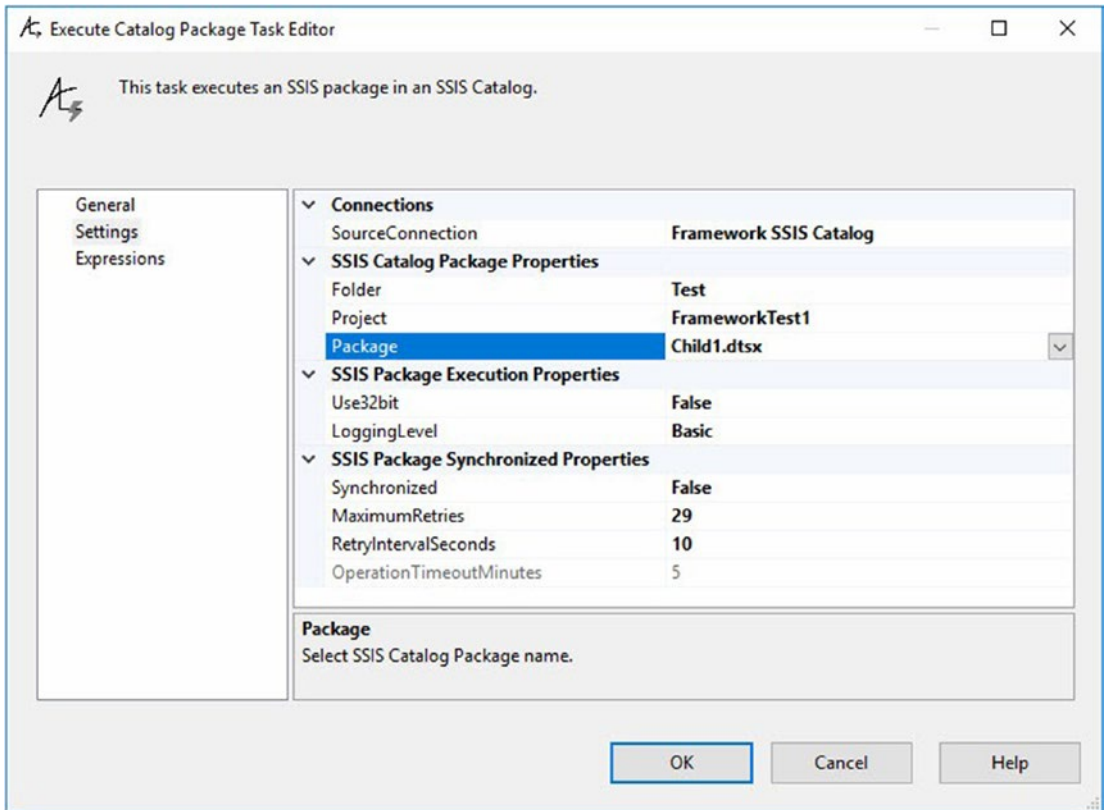 Execute Catalog Package Task Editor
This task executes an SSIS package in an SSIS Catalog.
General
Settings
Expressions
Connections
SourceConnection Framework SSIS Catalog
SSIS Catalog Package Properties
Folder Test
Project FrameworkTest1
Package Child1.dtsx
SSIS Package Execution Properties
Use32bit False
LoggingLevel Basic
SSIS Package Synchronized Properties
Synchronized False
MaximumRetries 29
RetryIntervalSeconds 10
OperationTimeoutMinutes 5
Package
Select SSIS Catalog Package name.
OK Cancel Help